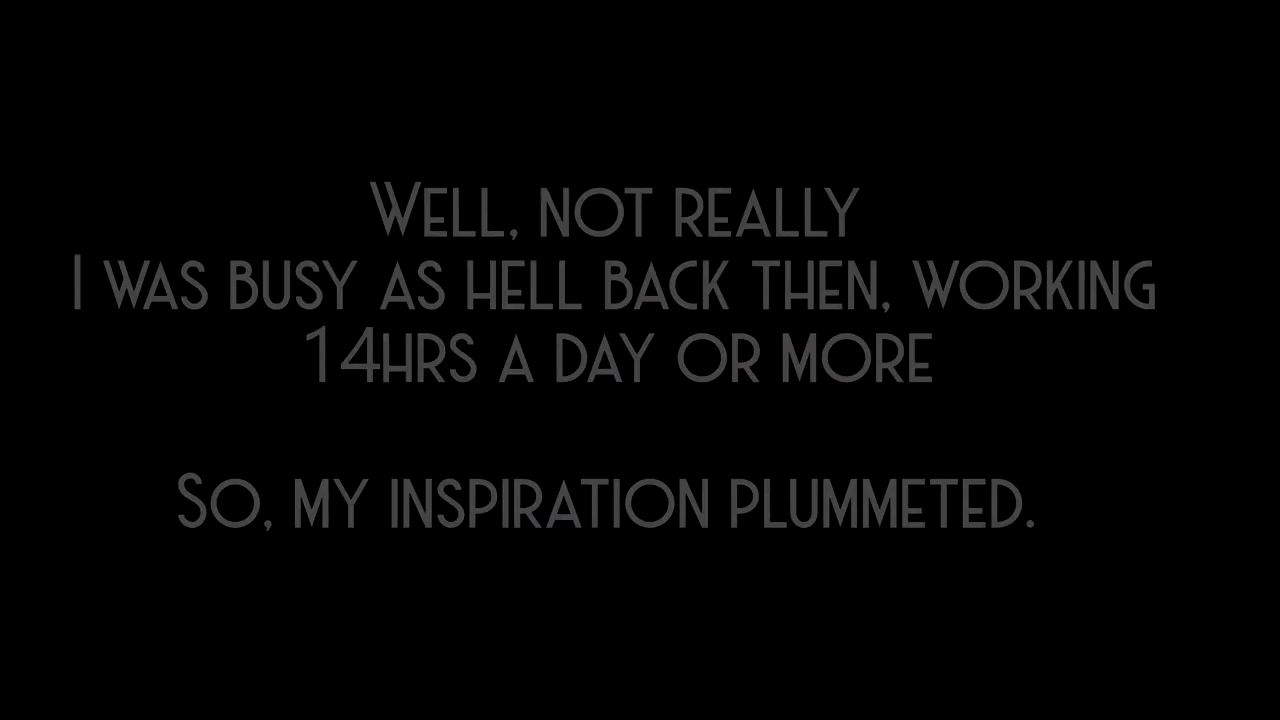 Well, not really
I was busy as hell back then, working
14hrs a day or more
So, my inspiration plummeted.